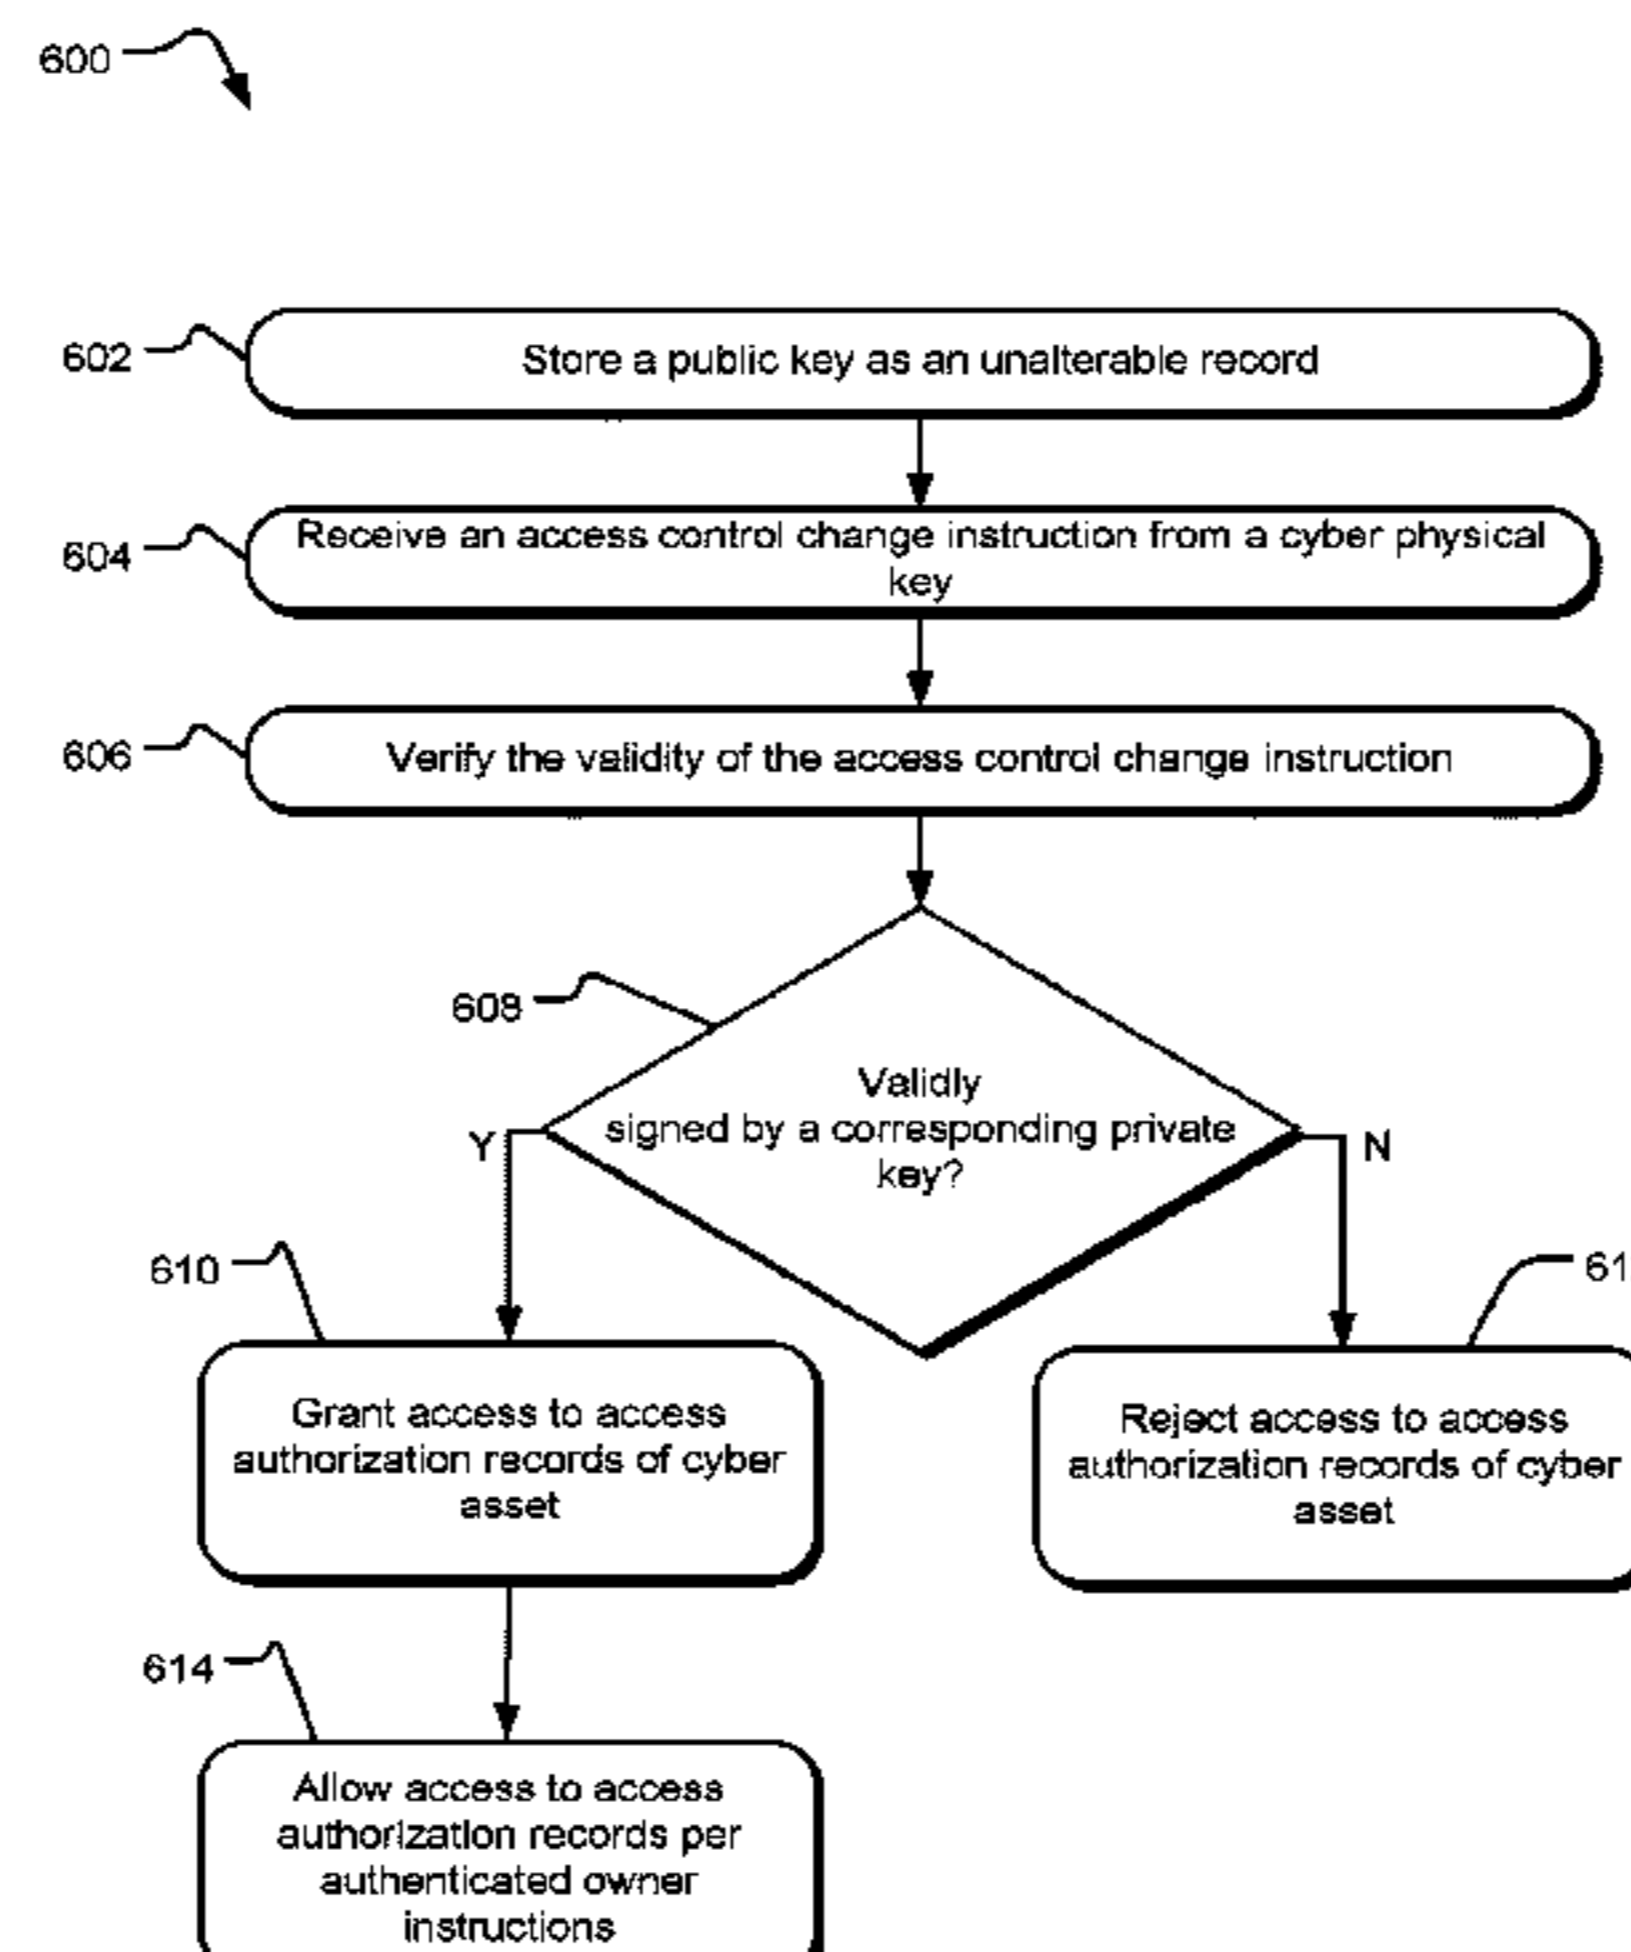 600
602
Store a public key as an unalterable record
604
Receive an access control change instruction from a cyber physical
key
606
Verify the validity of the access control change instruction
608
Validly
signed by a corresponding private
key?
Y
N
610
61
Grant access to access
authorization records of cyber
asset
Reject access to access
authorization records of cyber
asset
614
Allow access to access
authorization records per
authenticated owner
instructions